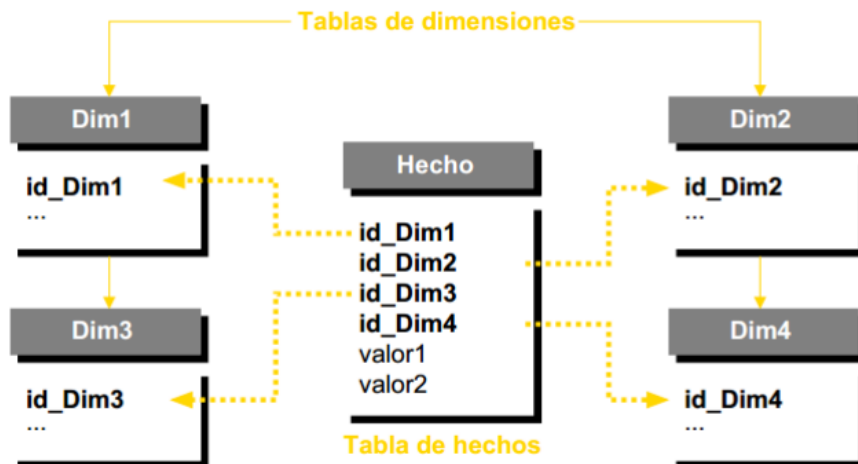 Tablas de dimensiones
Dim1
id_Dim1
...
Dim2
id_Dim2
...
Hecho
id_Dim1
id_Dim2
id_Dim3
id_Dim4
valor1
valor2
Tabla de hechos
Dim3
id_Dim3
...
Dim4
id_Dim4
...